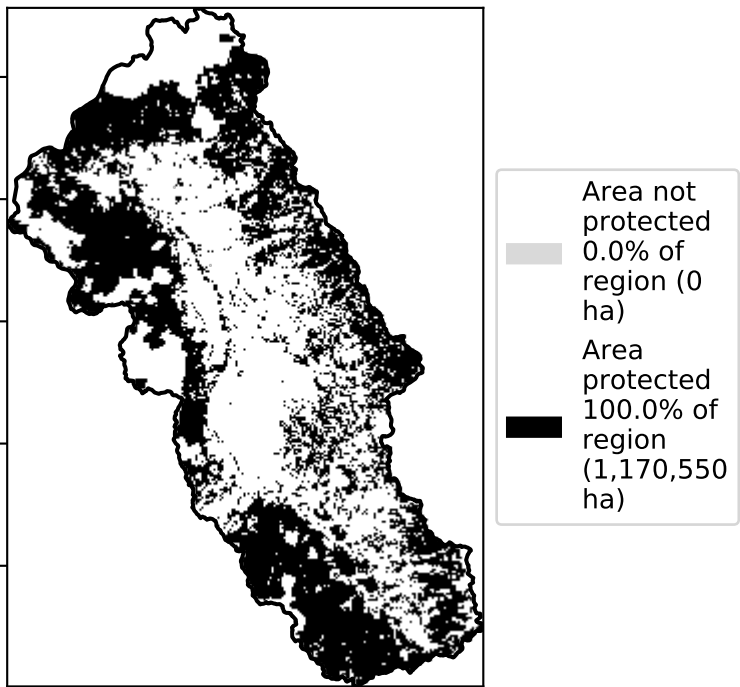 Area not
protected
0.0% of
region (0
ha)
Area
protected
100.0% of
region
(1,170,550
ha)